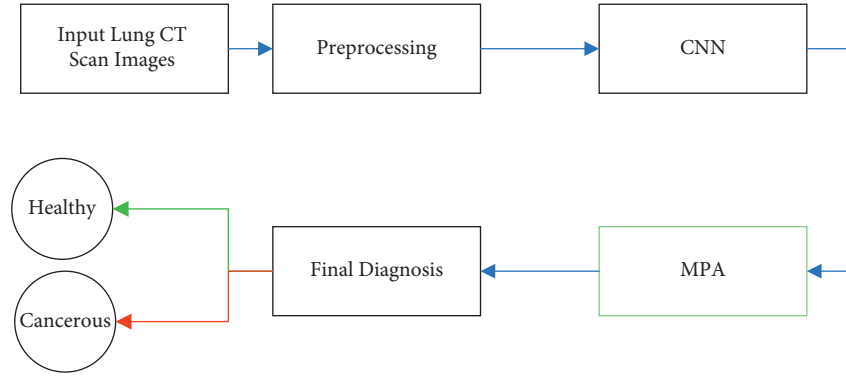 Input Lung CT
Scan Images
Preprocessing
CNN
Healthy
Cancerous
Final Diagnosis
MPA